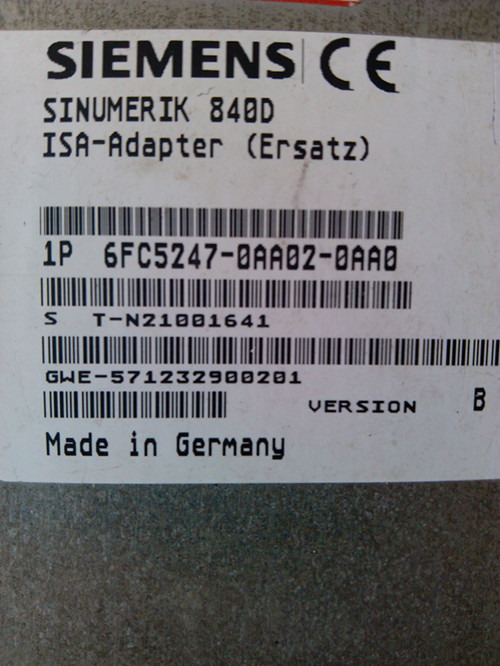 SIEMENS CE
SINUMERIK 840D
ISA-Adapter (Ersatz)
1P 6FC5247-0AA02-0AA0
S T-N21001641
GWE-571232900201
VERSION B
Made in Germany